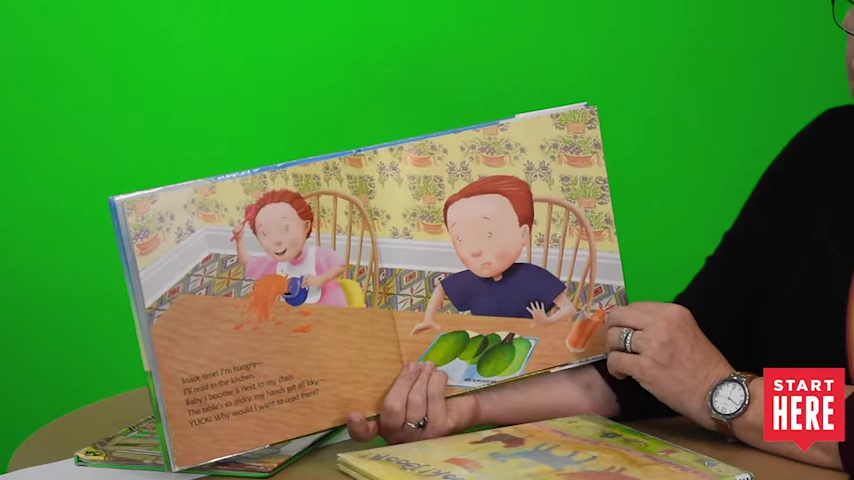 Snack time! I'm hungry—
I'll read in the kitchen.
Baby's booster is next to my chair.
The table's so sticky, my hands get all icky—
YUCK! Why would I want to read there?
START
HERE